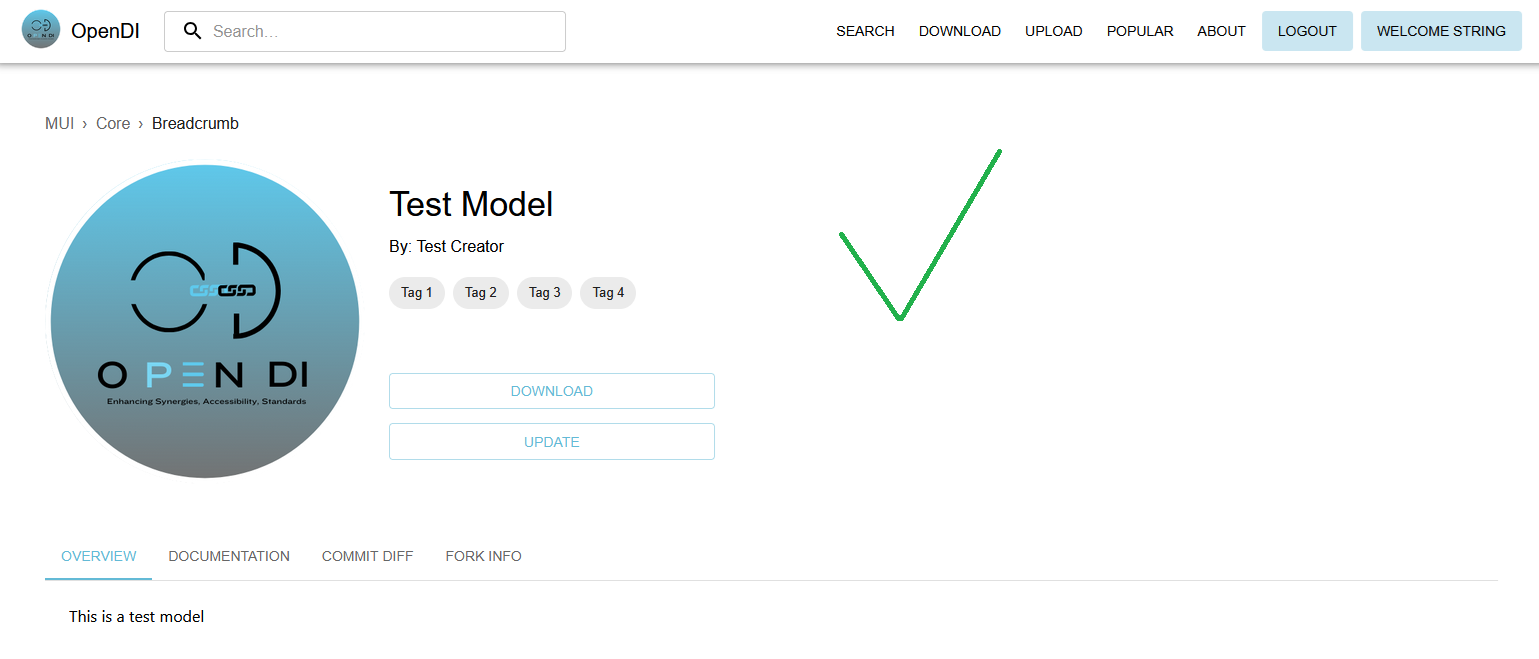 OpenDI Search... SEARCH DOWNLOAD UPLOAD POPULAR ABOUT LOGOUT WELCOME STRING
MUI › Core › Breadcrumb
Test Model
By: Test Creator
Tag 1 Tag 2 Tag 3 Tag 4
CSS CSSD
OPEN DI
Enhancing Synergies, Accessibility, Standards
DOWNLOAD
UPDATE
OVERVIEW DOCUMENTATION COMMIT DIFF FORK INFO
This is a test model